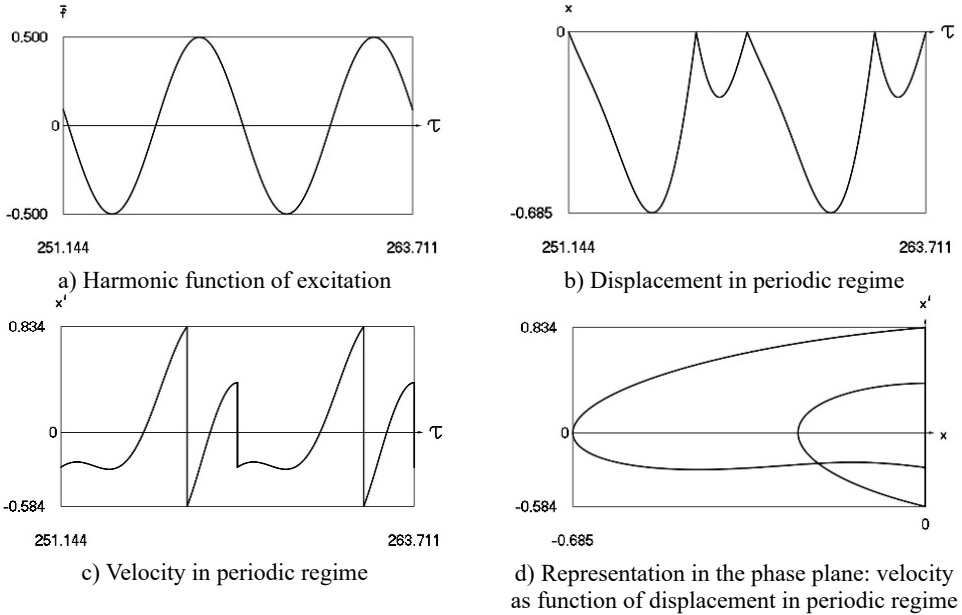 f̄
0.500
0
τ
-0.500
251.144
263.711
a) Harmonic function of excitation
x
0
τ
-0.685
251.144
263.711
b) Displacement in periodic regime
x'
0.834
0
τ
-0.584
251.144
263.711
c) Velocity in periodic regime
x'
0.834
0
x
-0.584
0
-0.685
d) Representation in the phase plane: velocity
as function of displacement in periodic regime